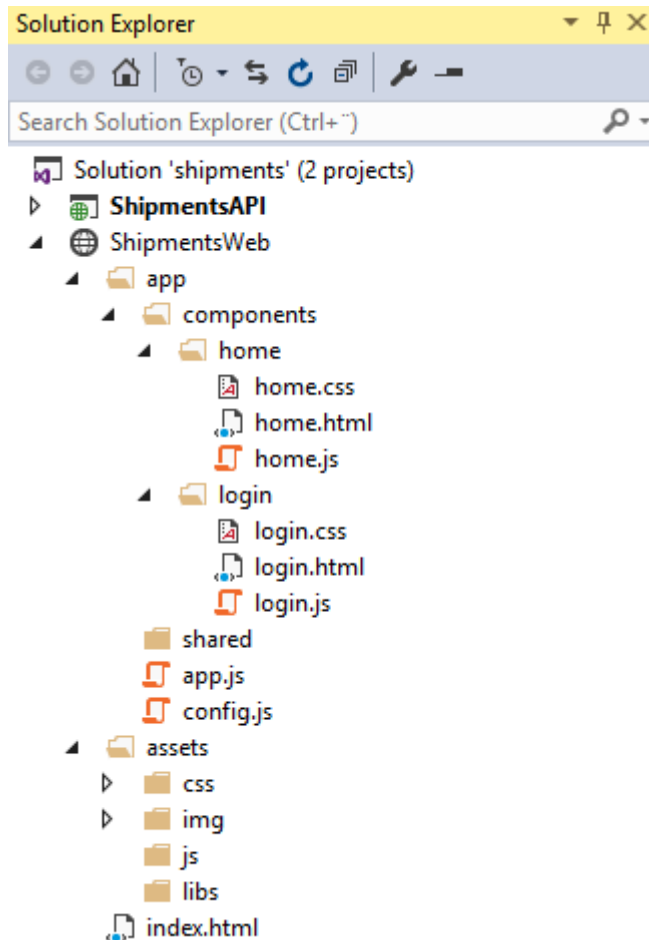 Solution Explorer
Search Solution Explorer (Ctrl+¨)
Solution 'shipments' (2 projects)
ShipmentsAPI
ShipmentsWeb
app
components
home
home.css
home.html
home.js
login
login.css
login.html
login.js
shared
app.js
config.js
assets
css
img
js
libs
index.html